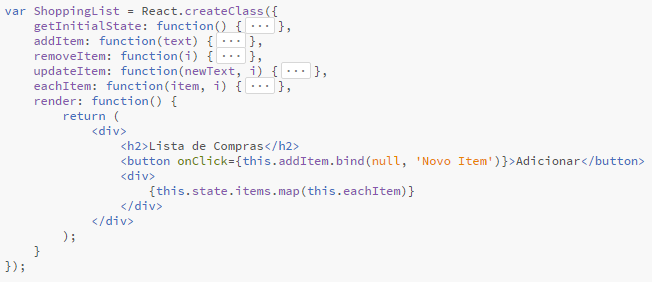 var ShoppingList = React.createClass({
    getInitialState: function() { ··· },
    addItem: function(text) { ··· },
    removeItem: function(i) { ··· },
    updateItem: function(newText, i) { ··· },
    eachItem: function(item, i) { ··· },
    render: function() {
        return (
            <div>
                <h2>Lista de Compras</h2>
                <button onClick={this.addItem.bind(null, 'Novo Item')}>Adicionar</button>
                <div>
                    {this.state.items.map(this.eachItem)}
                </div>
            </div>
        );
    }
});